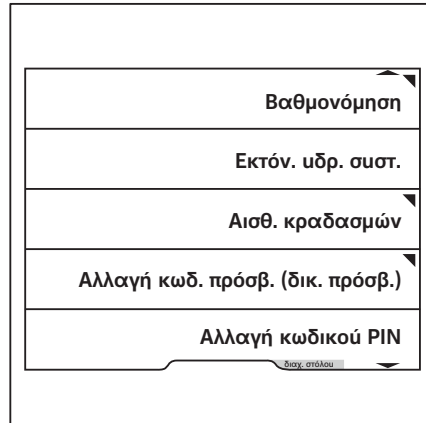 Βαθμονόμηση
Εκτόν. υδρ. συστ.
Αισθ. κραδασμών
Αλλαγή κωδ. πρόσβ. (δικ. πρόσβ.)
Αλλαγή κωδικού PIN
διαχ. στόλου